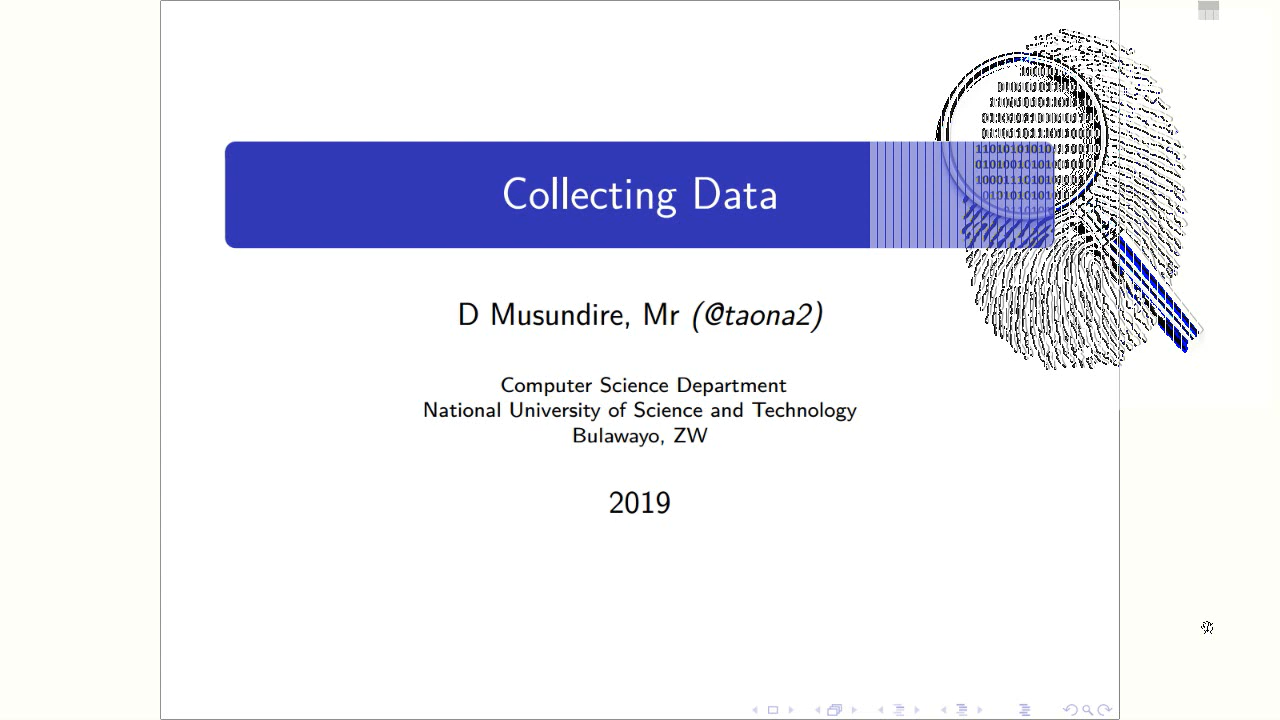 Collecting Data
D Musundire, Mr (@taona2)
Computer Science Department
National University of Science and Technology
Bulawayo, ZW
2019